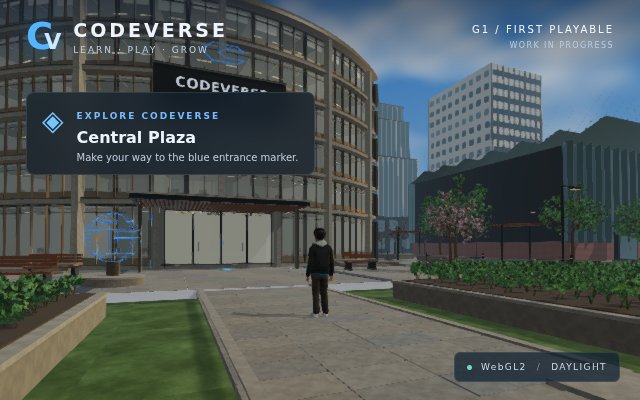 CV CODEVERSE
LEARN · PLAY · GROW
G1 / FIRST PLAYABLE
WORK IN PROGRESS
CODEVERSE
EXPLORE CODEVERSE
Central Plaza
Make your way to the blue entrance marker.
WebGL2 / DAYLIGHT